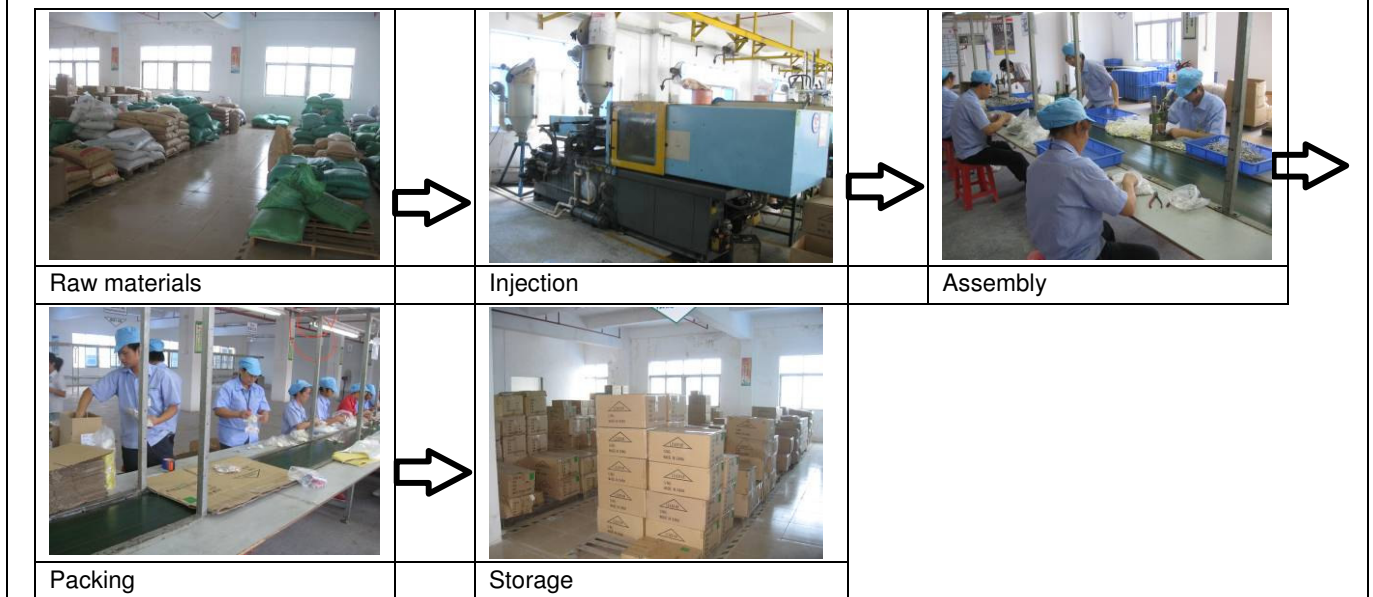 Raw materials
Injection
Assembly
Packing
Storage